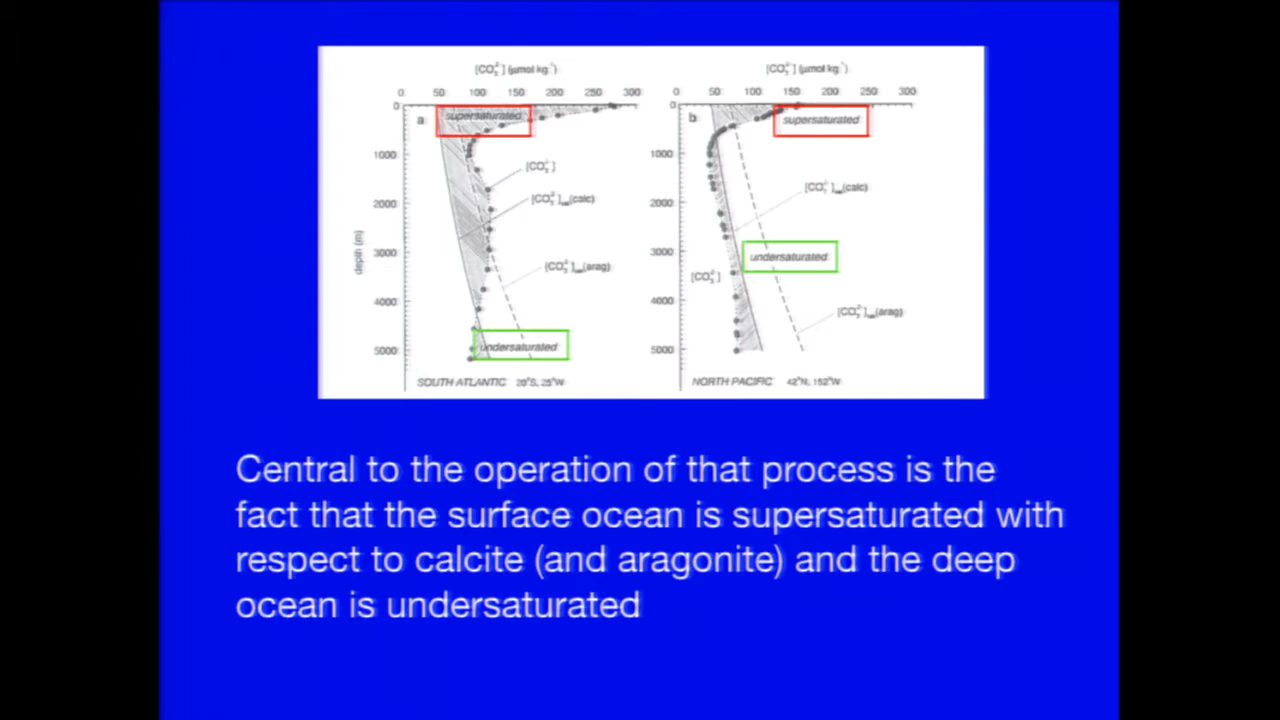 [CO₃²⁻] (μmol kg⁻¹)
0 50 100 150 200 250 300
a
supersaturated
1000
2000
3000
4000
5000
depth (m)
[CO₃²⁻]
[CO₃²⁻]sat(calc)
[CO₃²⁻]sat(arag)
undersaturated
SOUTH ATLANTIC 20°S, 25°W
[CO₃²⁻] (μmol kg⁻¹)
0 50 100 150 200 250 300
b
supersaturated
1000
2000
3000
4000
5000
[CO₃²⁻]sat(calc)
undersaturated
[CO₃²⁻]
[CO₃²⁻]sat(arag)
NORTH PACIFIC 42°N, 152°W
Central to the operation of that process is the
fact that the surface ocean is supersaturated with
respect to calcite (and aragonite) and the deep
ocean is undersaturated